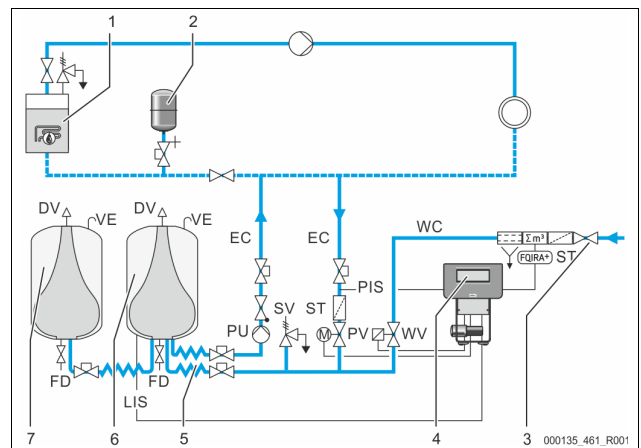 1
2
DV
VE
DV
VE
EC
EC
WC
Σm³
FQIRA+
ST
PIS
SV
ST
PU
M
PV
WV
FD
FD
LIS
7
6
5
4
3
000135_461_R001